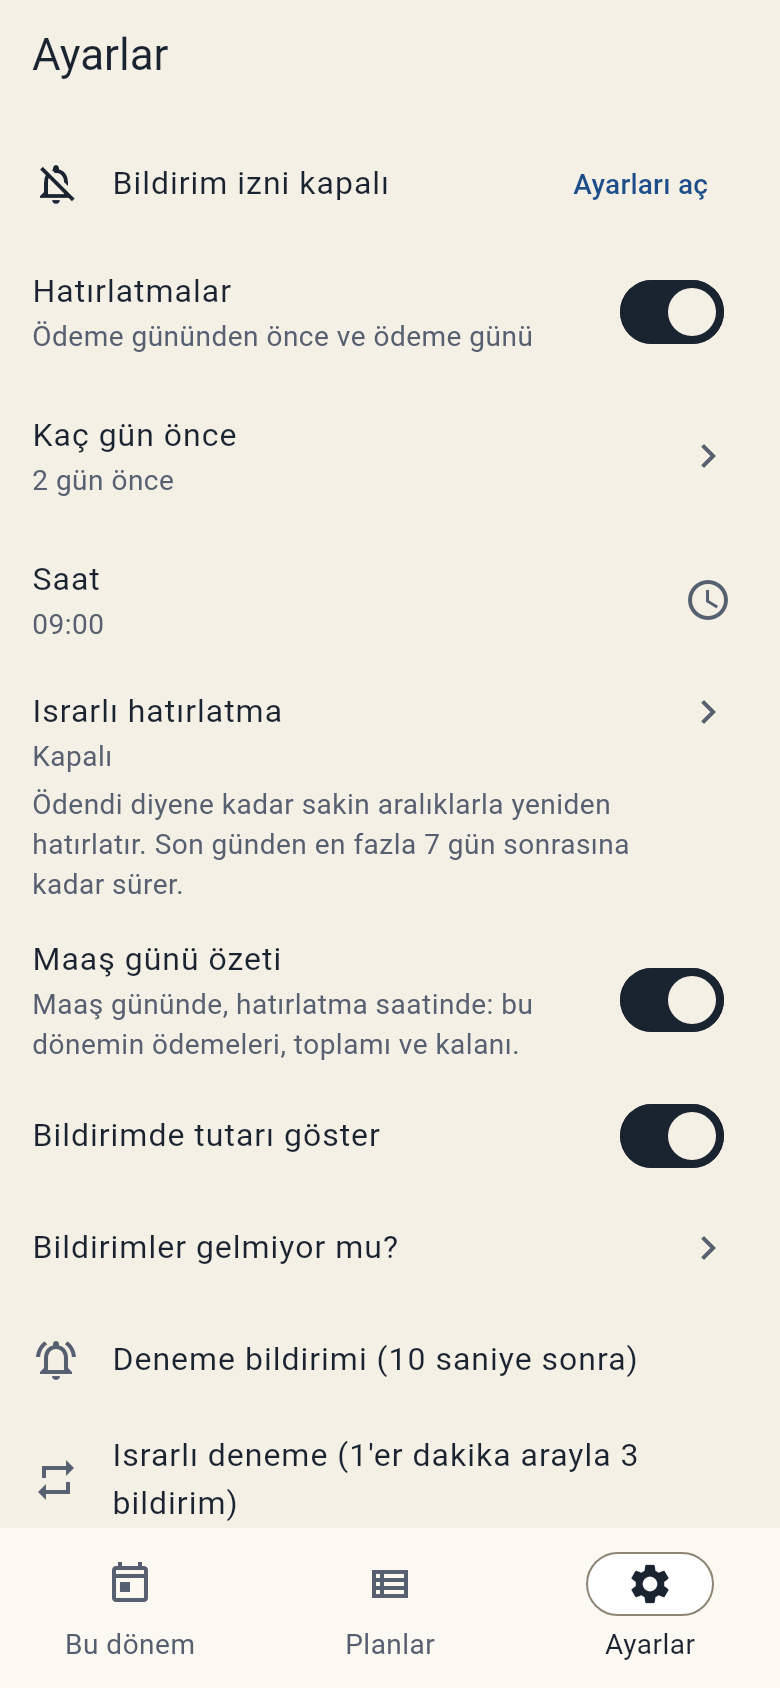 Ayarlar
Bildirim izni kapalı
Ayarları aç
Hatırlatmalar
Ödeme gününden önce ve ödeme günü
Kaç gün önce
2 gün önce
Saat
09:00
Israrlı hatırlatma
Kapalı
Ödendi diyene kadar sakin aralıklarla yeniden
hatırlatır. Son günden en fazla 7 gün sonrasına
kadar sürer.
Maaş günü özeti
Maaş gününde, hatırlatma saatinde: bu
dönemin ödemeleri, toplamı ve kalanı.
Bildirimde tutarı göster
Bildirimler gelmiyor mu?
Deneme bildirimi (10 saniye sonra)
Israrlı deneme (1'er dakika arayla 3
bildirim)
Bu dönem
Planlar
Ayarlar